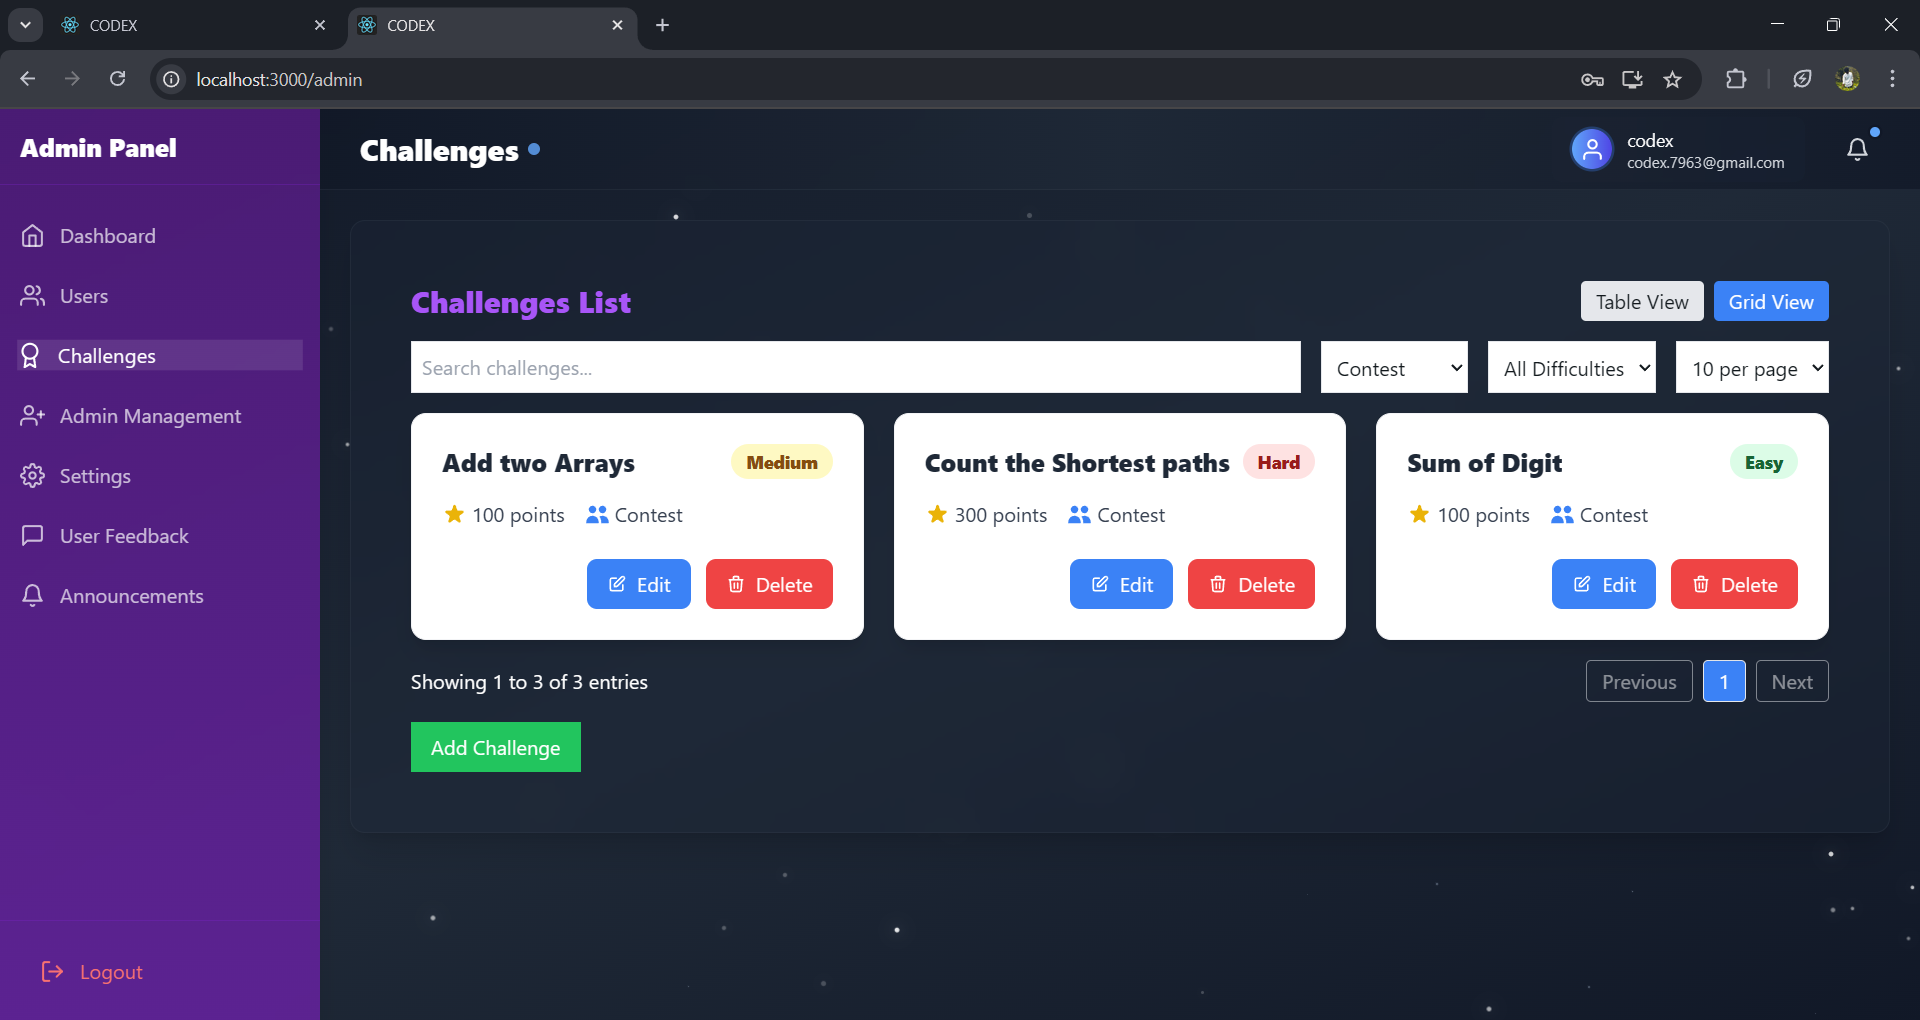 CODEX
CODEX
localhost:3000/admin
Admin Panel
Dashboard
Users
Challenges
Admin Management
Settings
User Feedback
Announcements
Logout
Challenges
codex
codex.7963@gmail.com
Challenges List
Table View
Grid View
Search challenges...
Contest
All Difficulties
10 per page
Add two Arrays
Medium
100 points
Contest
Edit
Delete
Count the Shortest paths
Hard
300 points
Contest
Edit
Delete
Sum of Digit
Easy
100 points
Contest
Edit
Delete
Showing 1 to 3 of 3 entries
Previous
1
Next
Add Challenge